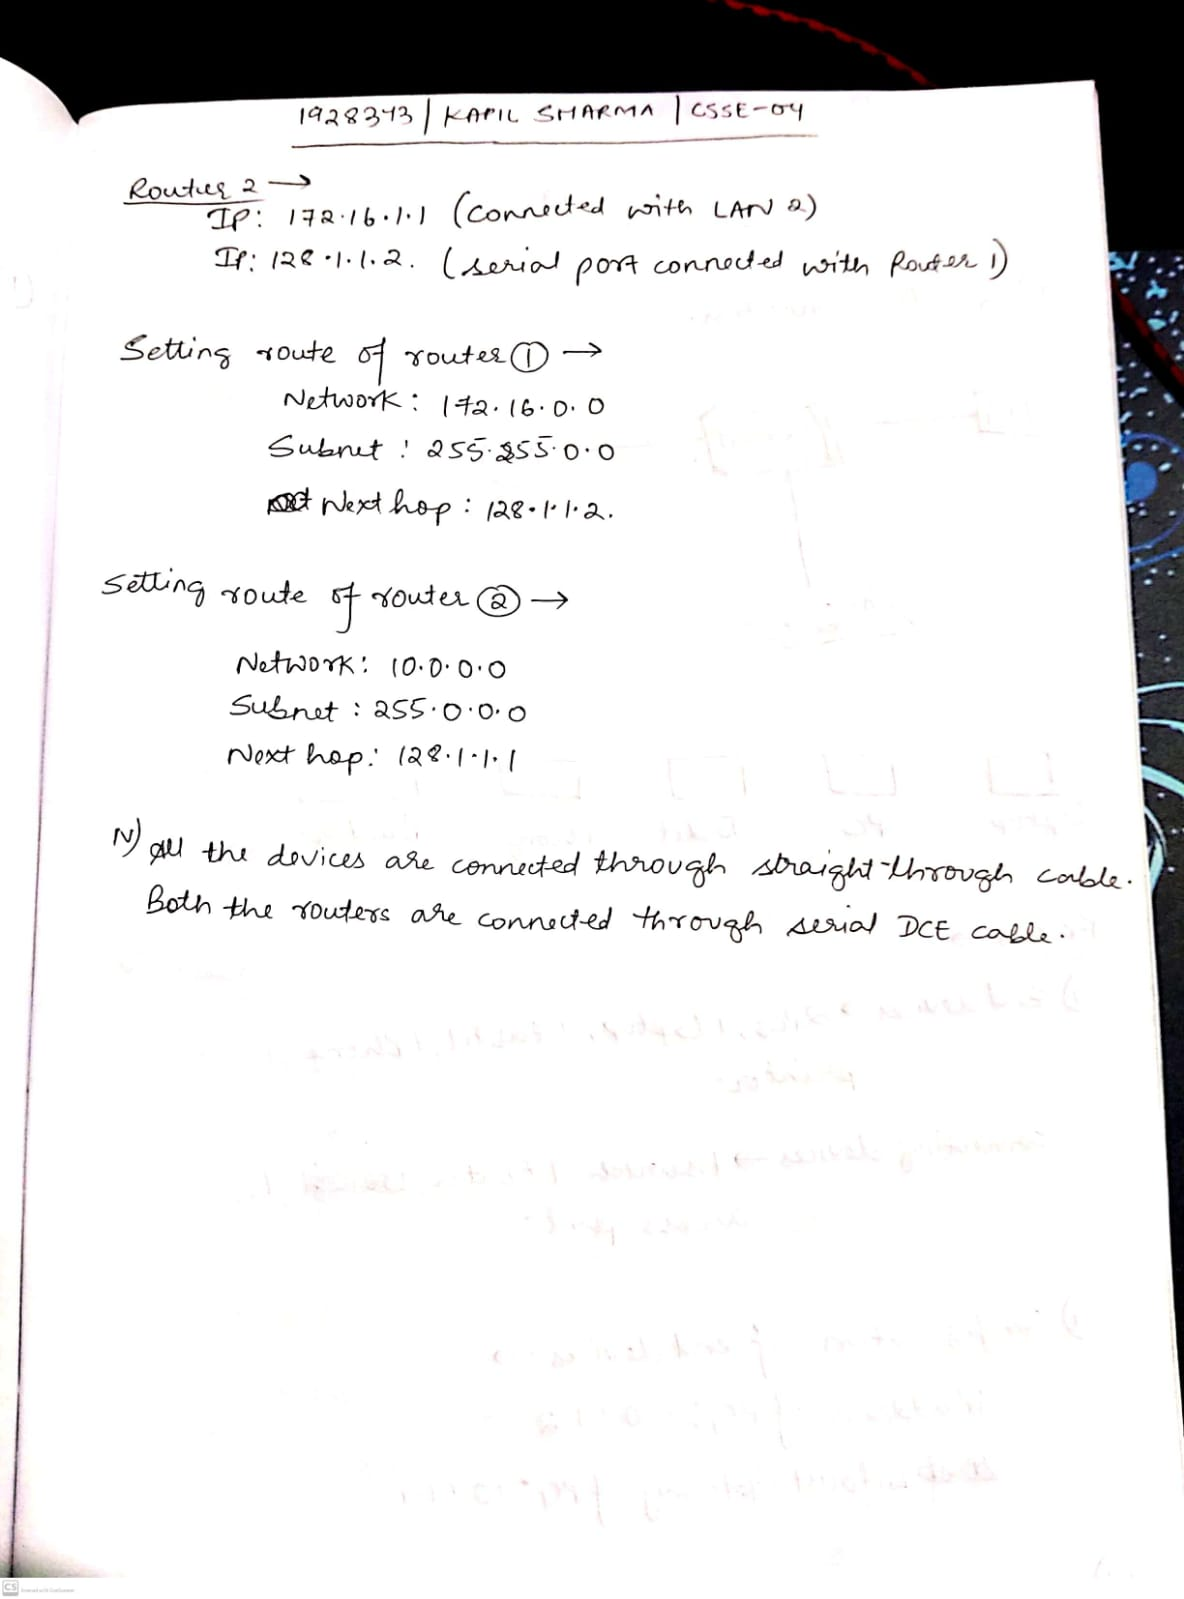 1928343 | KAPIL SHARMA | CSSE-04
Router 2 →
IP: 172.16.1.1 (connected with LAN 2)
IP: 128.1.1.2. (serial port connected with Router 1)
Setting route of router ① →
Network: 172.16.0.0
Subnet : 255.255.0.0
Next hop : 128.1.1.2.
Setting route of router ② →
Network: 10.0.0.0
Subnet : 255.0.0.0
Next hop: 128.1.1.1
N) All the devices are connected through straight-through cable.
Both the routers are connected through serial DCE cable.
CS Scanned with CamScanner